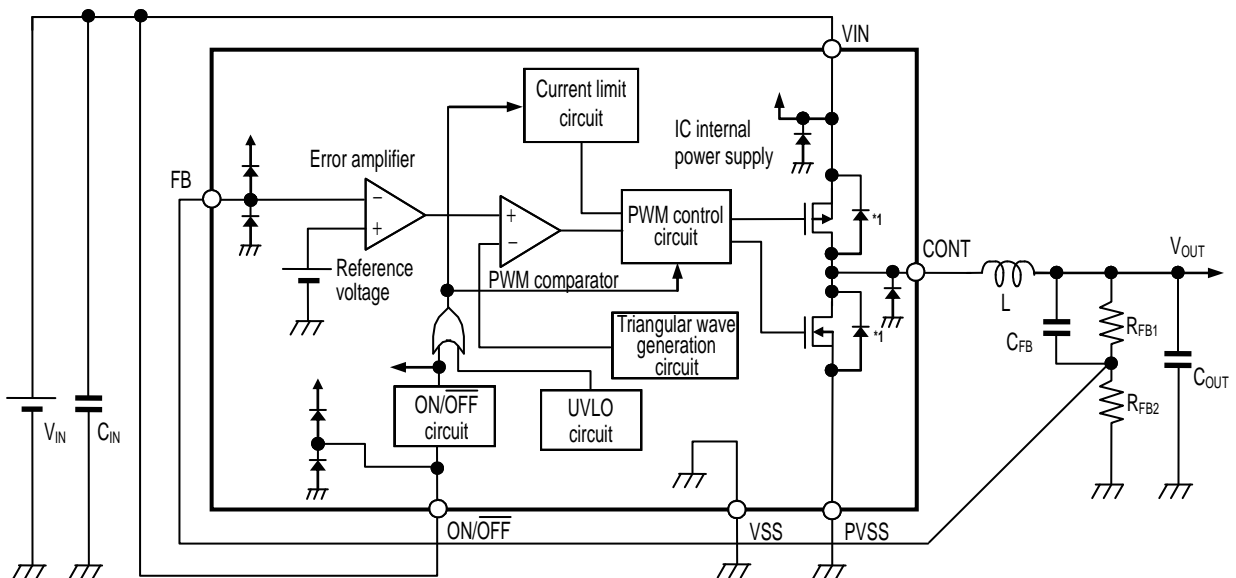 VIN
Current limit
circuit
IC internal
power supply
Error amplifier
FB
−
+
+
−
PWM control
circuit
*1
CONT
VOUT
Reference
voltage
PWM comparator
L
RFB1
CFB
Triangular wave
generation
circuit
*1
COUT
ON/OFF
circuit
UVLO
circuit
RFB2
VIN
CIN
ON/OFF
VSS
PVSS